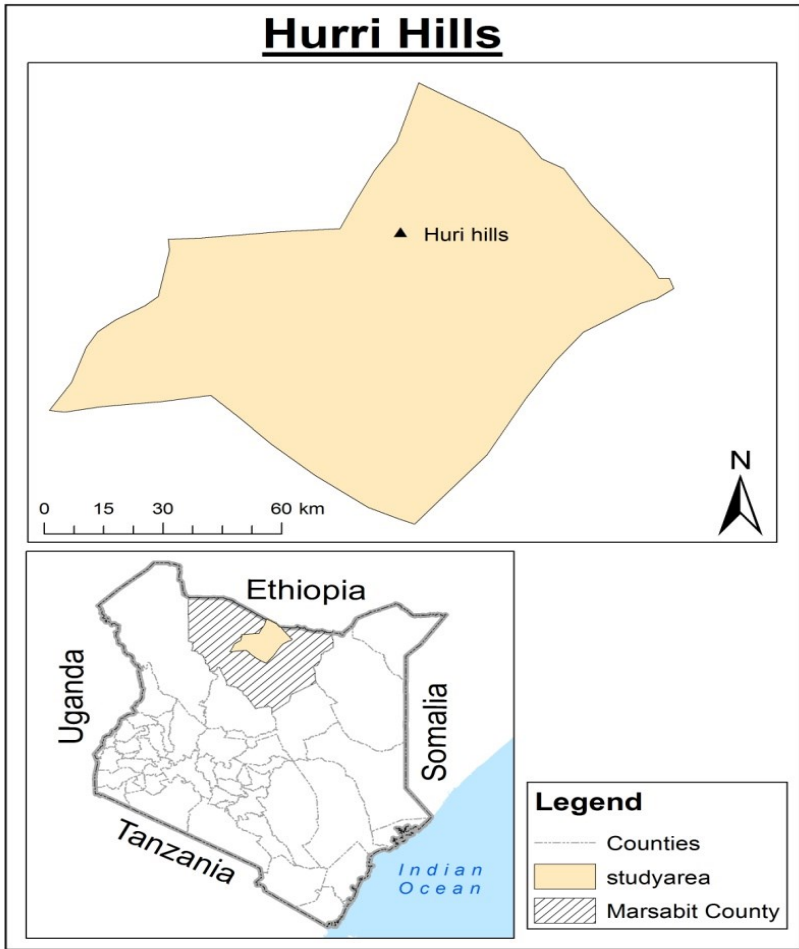 Hurri Hills
Huri hills
N
0 15 30 60 km
Ethiopia
Uganda
Somalia
Tanzania
Indian
Ocean
Legend
Counties
studyarea
Marsabit County